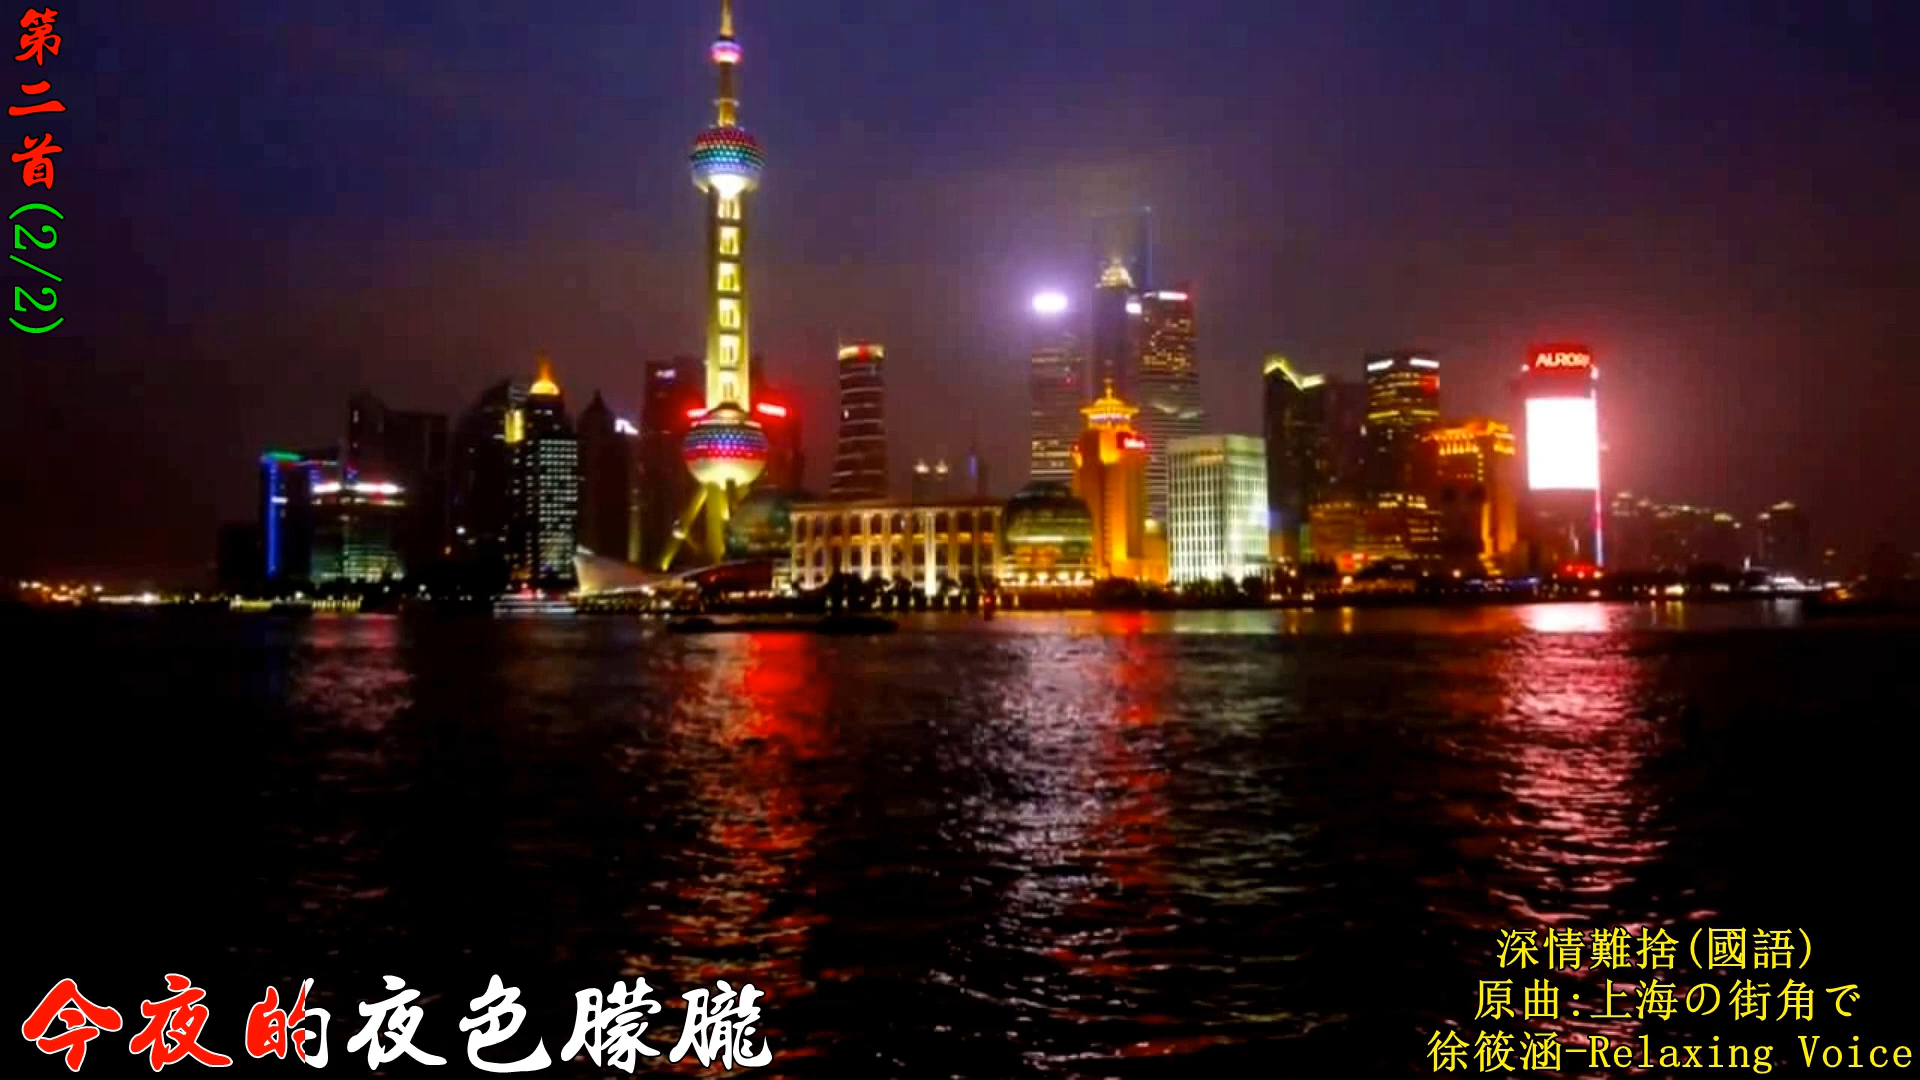 第二首(2/2)
AURORA
今夜的夜色朦朧
深情難捨(國語)
原曲:上海の街角で
徐筱涵-Relaxing Voice